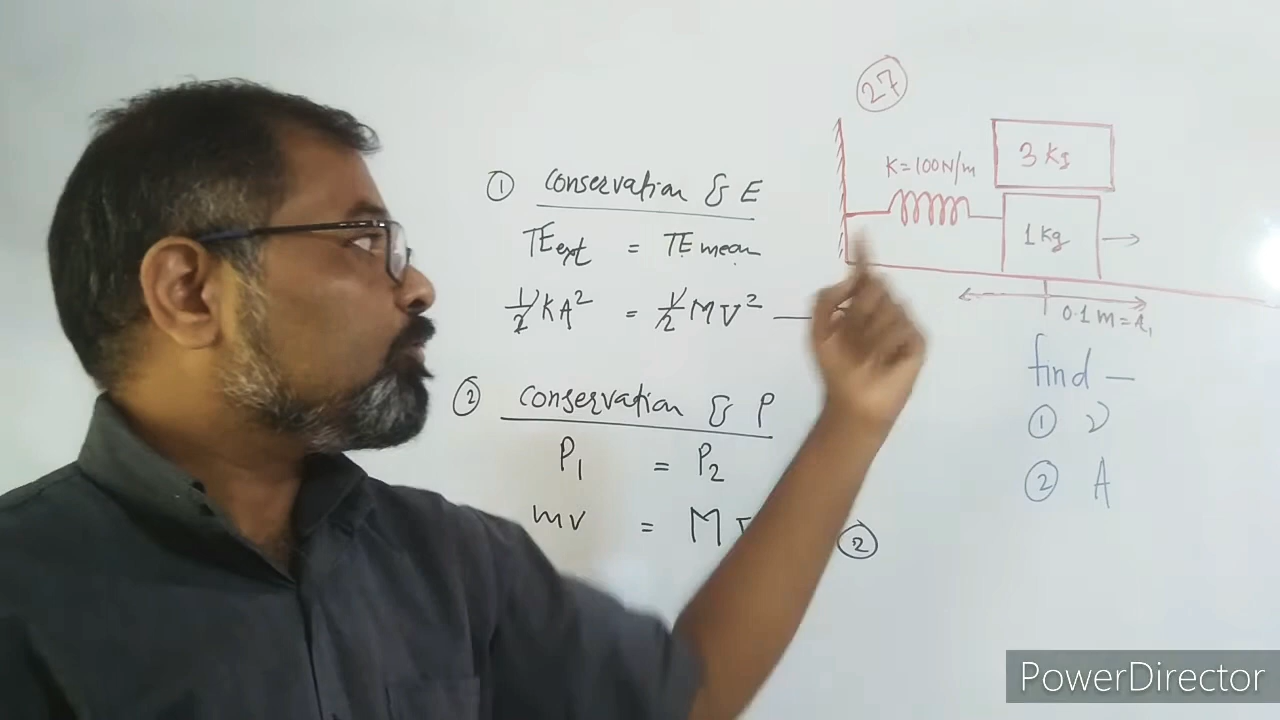 ① conservation of E
TE ext = TE mean
1/2 KA² = 1/2 MV² —
② conservation of P
P₁ = P₂
mv = M
②
27
K=100N/m
3 Kg
1 Kg
0.1 m = A₁
find —
① ν
② A
PowerDirector